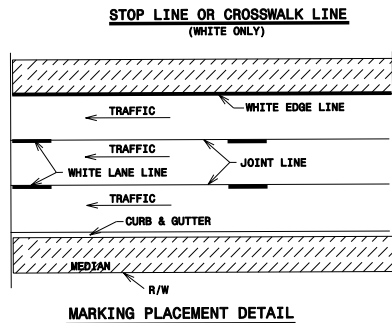 STOP LINE OR CROSSWALK LINE
(WHITE ONLY)
TRAFFIC
WHITE EDGE LINE
TRAFFIC
WHITE LANE LINE
JOINT LINE
TRAFFIC
CURB & GUTTER
MEDIAN
R/W
MARKING PLACEMENT DETAIL